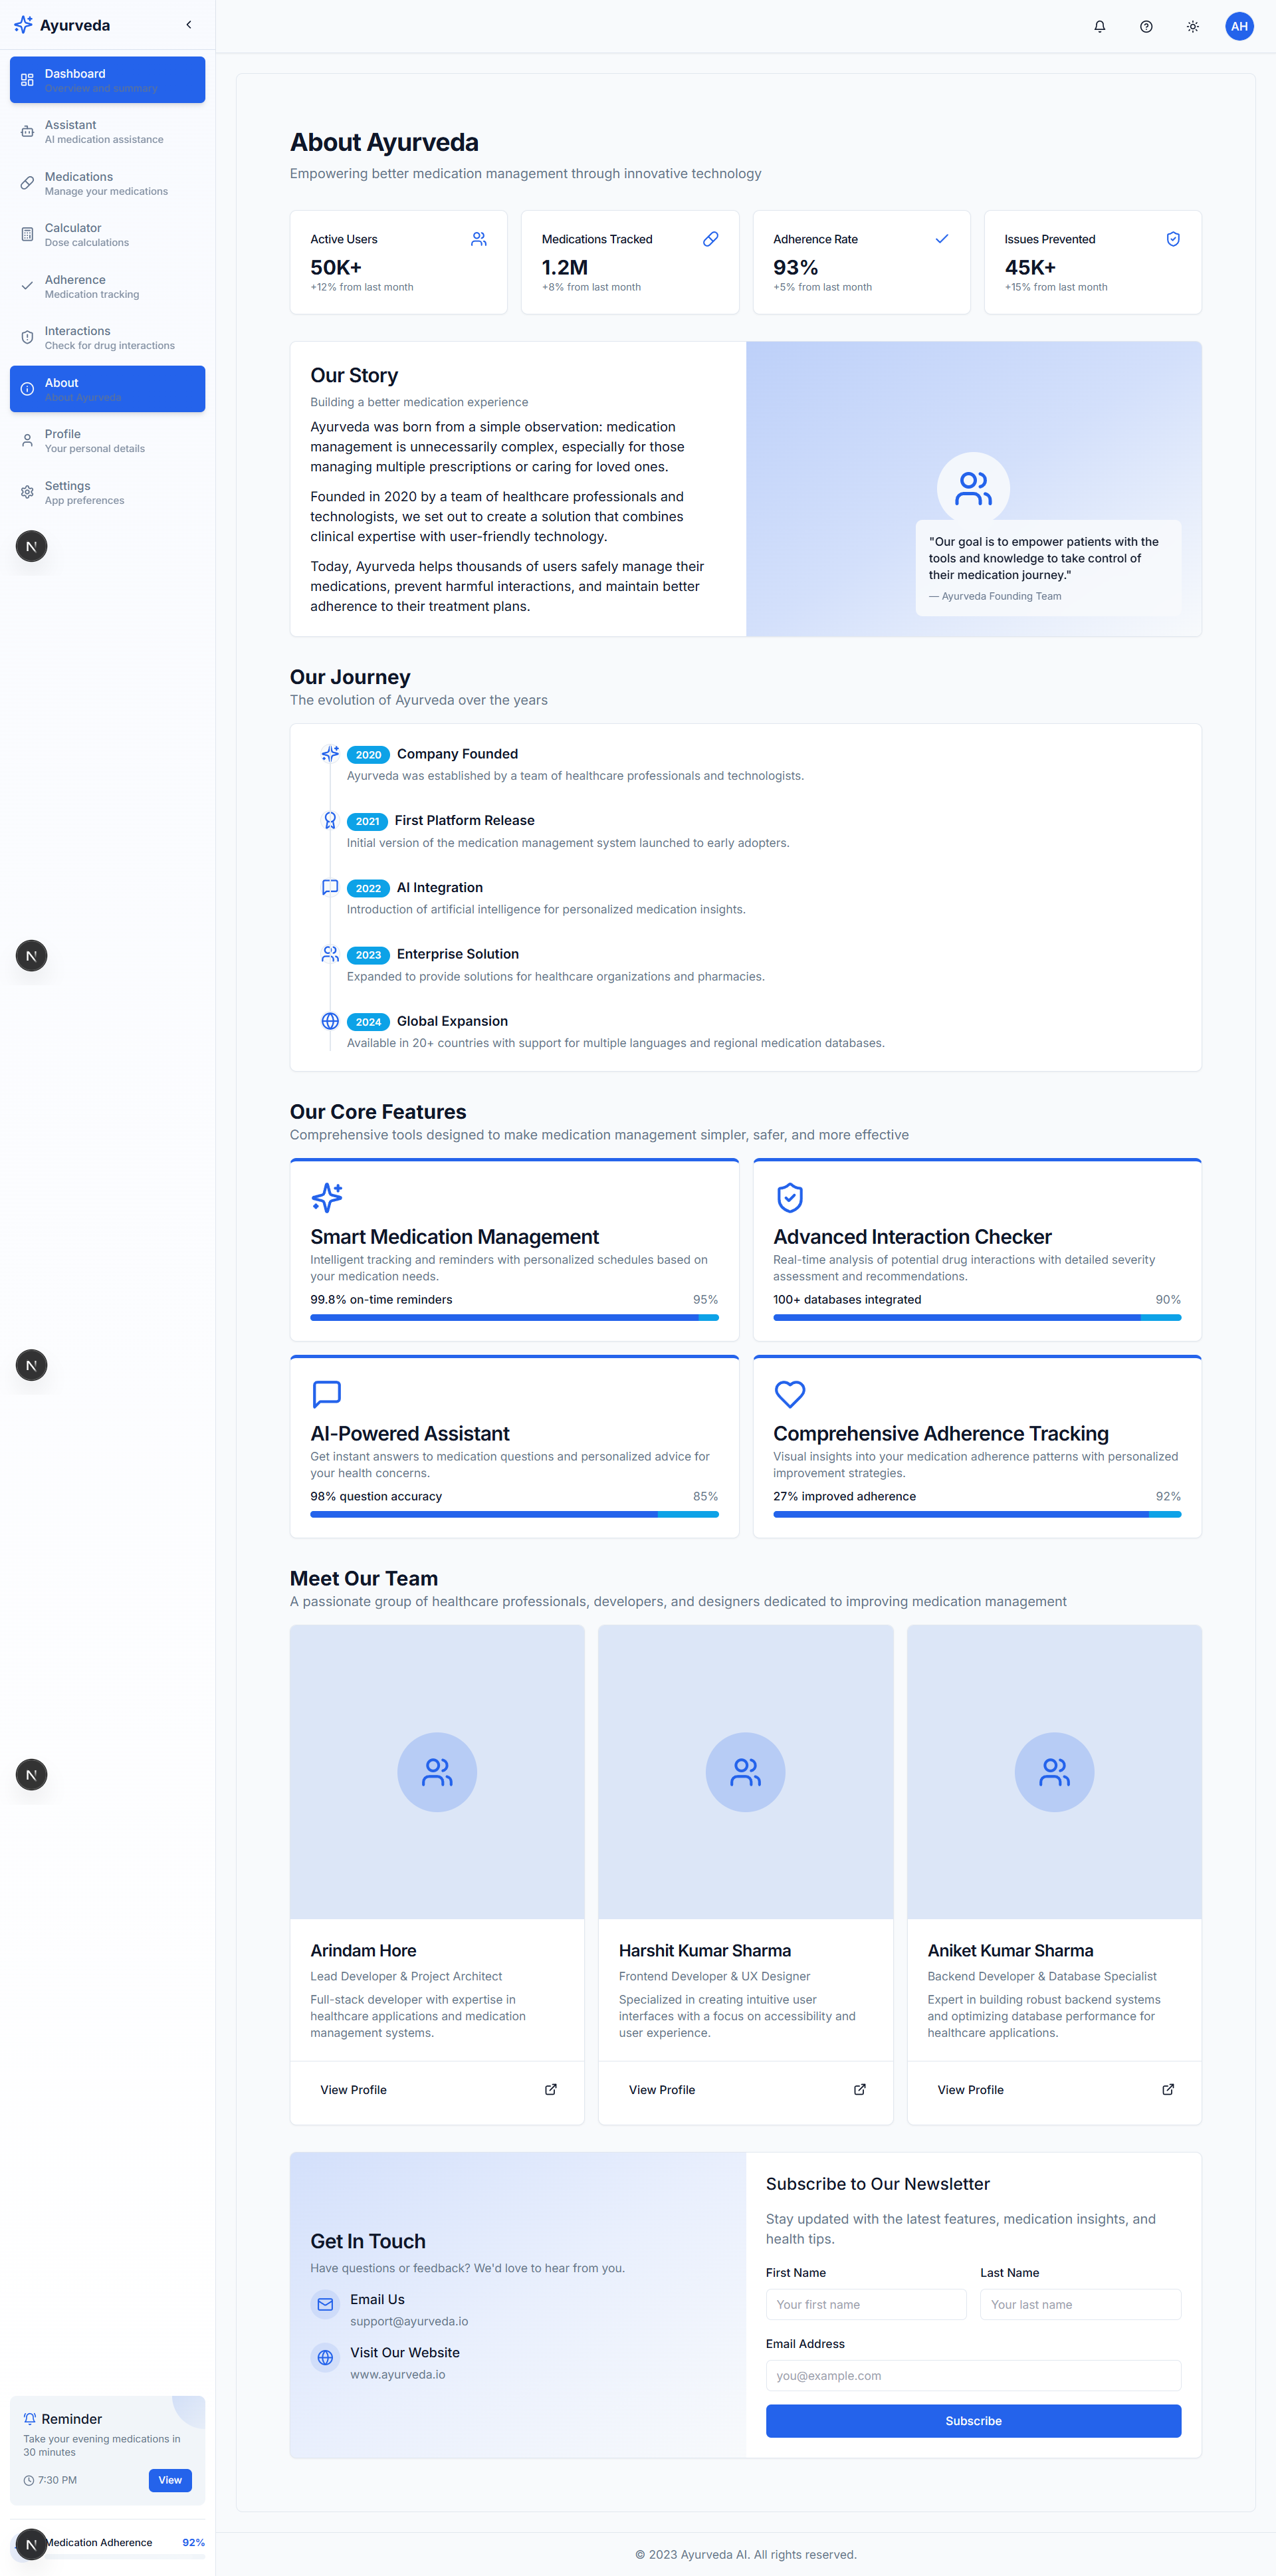 Ayurveda
Dashboard
Overview and summary
Assistant
AI medication assistance
Medications
Manage your medications
Calculator
Dose calculations
Adherence
Medication tracking
Interactions
Check for drug interactions
About
About Ayurveda
Profile
Your personal details
Settings
App preferences
N
N
N
N
Reminder
Take your evening medications in
30 minutes
7:30 PM
View
N
Medication Adherence
92%
AH
About Ayurveda
Empowering better medication management through innovative technology
Active Users
50K+
+12% from last month
Medications Tracked
1.2M
+8% from last month
Adherence Rate
93%
+5% from last month
Issues Prevented
45K+
+15% from last month
Our Story
Building a better medication experience
Ayurveda was born from a simple observation: medication
management is unnecessarily complex, especially for those
managing multiple prescriptions or caring for loved ones.
Founded in 2020 by a team of healthcare professionals and
technologists, we set out to create a solution that combines
clinical expertise with user-friendly technology.
Today, Ayurveda helps thousands of users safely manage their
medications, prevent harmful interactions, and maintain better
adherence to their treatment plans.
"Our goal is to empower patients with the
tools and knowledge to take control of
their medication journey."
— Ayurveda Founding Team
Our Journey
The evolution of Ayurveda over the years
2020 Company Founded
Ayurveda was established by a team of healthcare professionals and technologists.
2021 First Platform Release
Initial version of the medication management system launched to early adopters.
2022 AI Integration
Introduction of artificial intelligence for personalized medication insights.
2023 Enterprise Solution
Expanded to provide solutions for healthcare organizations and pharmacies.
2024 Global Expansion
Available in 20+ countries with support for multiple languages and regional medication databases.
Our Core Features
Comprehensive tools designed to make medication management simpler, safer, and more effective
Smart Medication Management
Intelligent tracking and reminders with personalized schedules based on
your medication needs.
99.8% on-time reminders 95%
Advanced Interaction Checker
Real-time analysis of potential drug interactions with detailed severity
assessment and recommendations.
100+ databases integrated 90%
AI-Powered Assistant
Get instant answers to medication questions and personalized advice for
your health concerns.
98% question accuracy 85%
Comprehensive Adherence Tracking
Visual insights into your medication adherence patterns with personalized
improvement strategies.
27% improved adherence 92%
Meet Our Team
A passionate group of healthcare professionals, developers, and designers dedicated to improving medication management
Arindam Hore
Lead Developer & Project Architect
Full-stack developer with expertise in
healthcare applications and medication
management systems.
View Profile
Harshit Kumar Sharma
Frontend Developer & UX Designer
Specialized in creating intuitive user
interfaces with a focus on accessibility and
user experience.
View Profile
Aniket Kumar Sharma
Backend Developer & Database Specialist
Expert in building robust backend systems
and optimizing database performance for
healthcare applications.
View Profile
Get In Touch
Have questions or feedback? We'd love to hear from you.
Email Us
support@ayurveda.io
Visit Our Website
www.ayurveda.io
Subscribe to Our Newsletter
Stay updated with the latest features, medication insights, and
health tips.
First Name
Last Name
Your first name
Your last name
Email Address
you@example.com
Subscribe
© 2023 Ayurveda AI. All rights reserved.